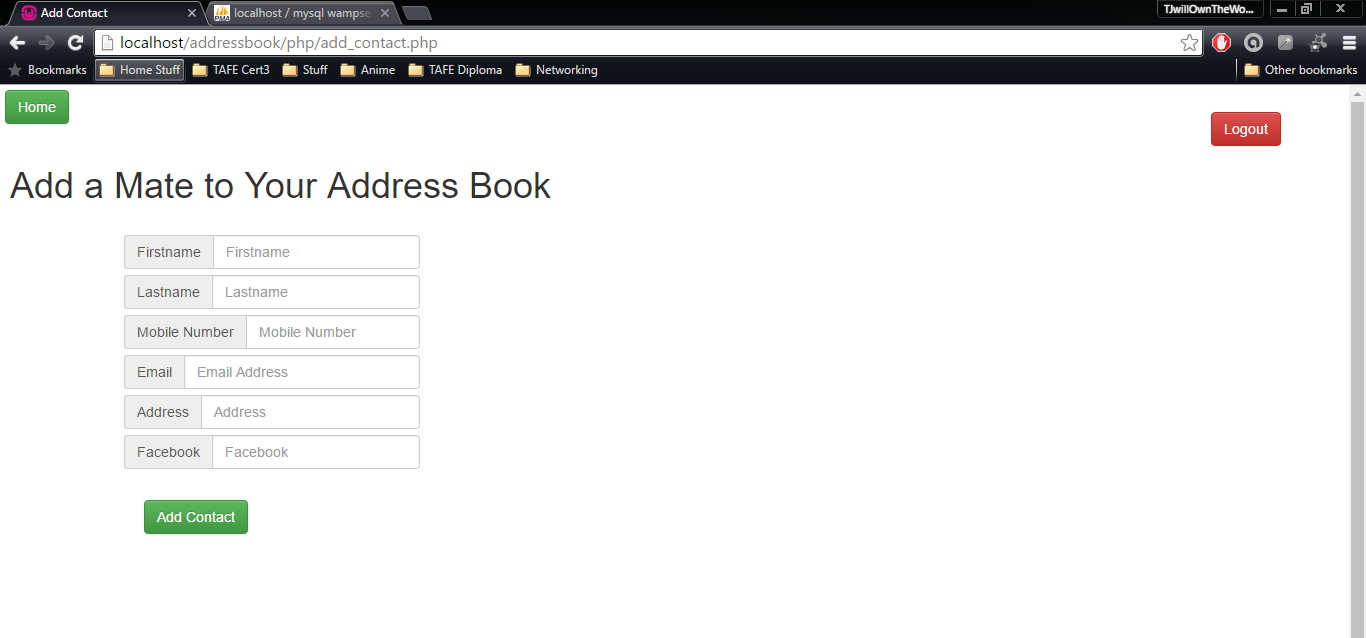 Add Contact
localhost / mysql wampse
TJwillOwnTheWo...
localhost/addressbook/php/add_contact.php
Bookmarks Home Stuff TAFE Cert3 Stuff Anime TAFE Diploma Networking Other bookmarks
Home
Logout
Add a Mate to Your Address Book
Firstname Firstname
Lastname Lastname
Mobile Number Mobile Number
Email Email Address
Address Address
Facebook Facebook
Add Contact